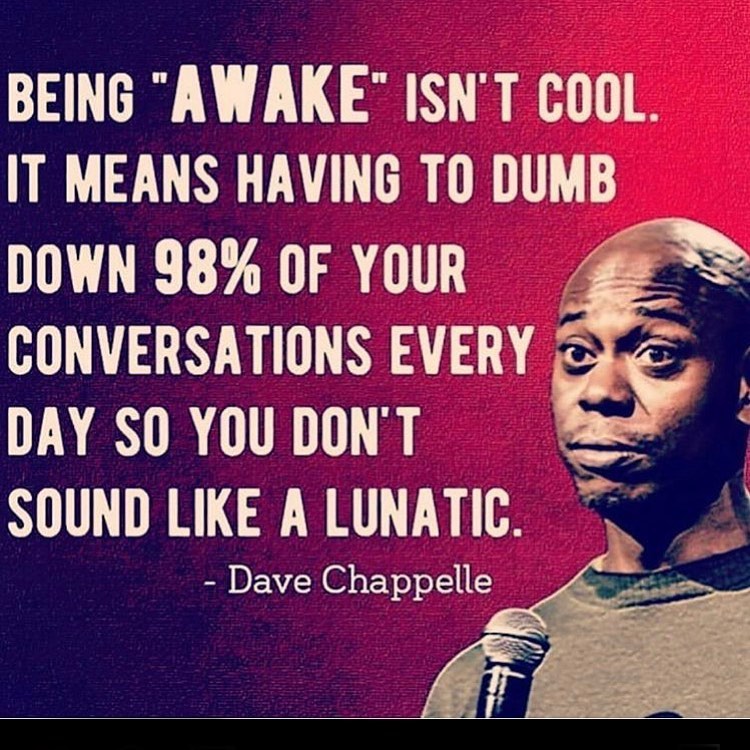 BEING "AWAKE" ISN'T COOL.
IT MEANS HAVING TO DUMB
DOWN 98% OF YOUR
CONVERSATIONS EVERY
DAY SO YOU DON'T
SOUND LIKE A LUNATIC.
- Dave Chappelle